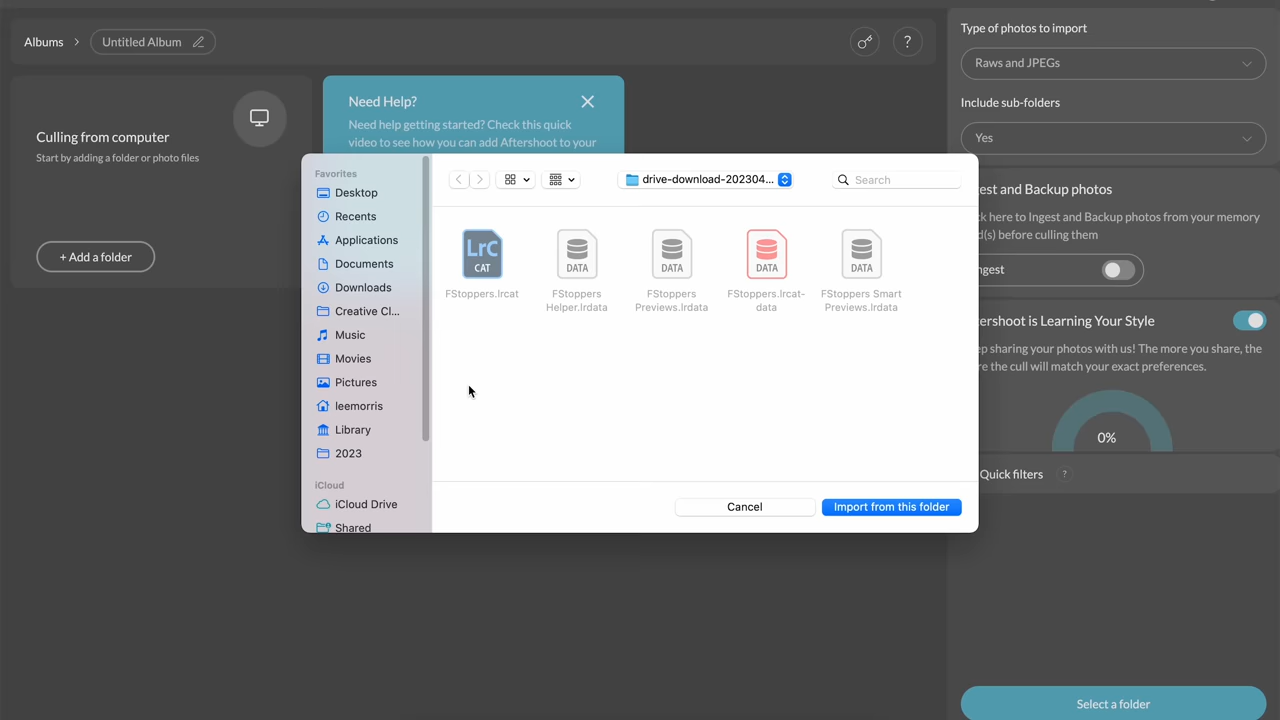 Albums > Untitled Album
?
Culling from computer
Start by adding a folder or photo files
+ Add a folder
Need Help?
Need help getting started? Check this quick
video to see how you can add Aftershoot to your
Type of photos to import
Raws and JPEGs
Include sub-folders
Yes
est and Backup photos
k here to Ingest and Backup photos from your memory
d(s) before culling them
ngest
ershoot is Learning Your Style
ep sharing your photos with us! The more you share, the
re the cull will match your exact preferences.
0%
Quick filters ?
Select a folder
Favorites
Desktop
Recents
Applications
Documents
Downloads
Creative Cl...
Music
Movies
Pictures
leemorris
Library
2023
iCloud
iCloud Drive
Shared
drive-download-202304...
Search
LrC
CAT
FStoppers.lrcat
DATA
FStoppers
Helper.lrdata
DATA
FStoppers
Previews.lrdata
DATA
FStoppers.lrcat-
data
DATA
FStoppers Smart
Previews.lrdata
Cancel
Import from this folder